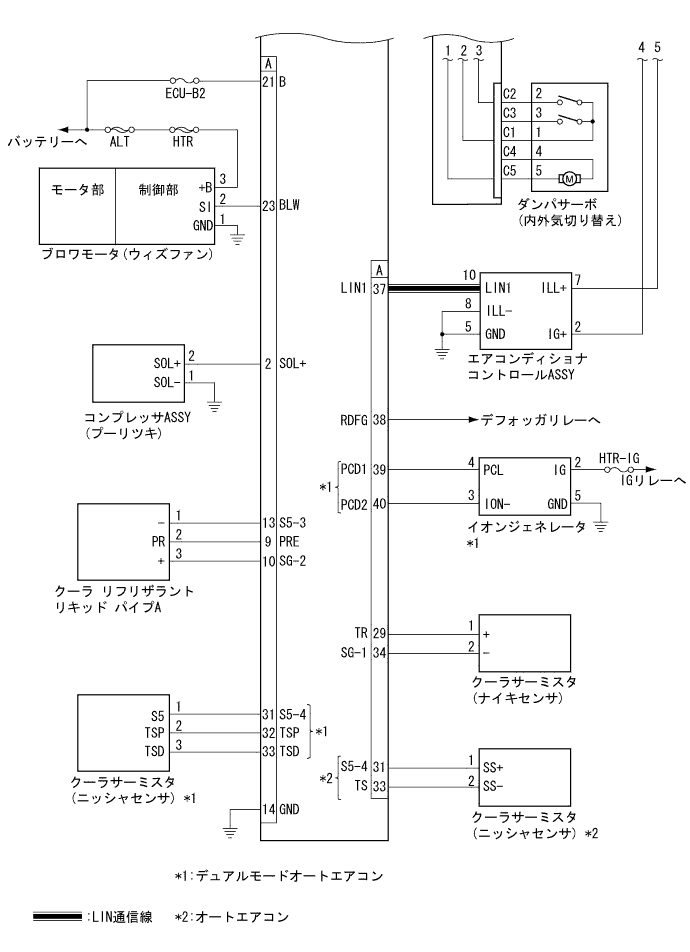 1 2 3
4 5
A
21 B
ECU-B2
バッテリーへ
ALT
HTR
モータ部
制御部
+B 3
SI 2
GND 1
ブロワモータ(ウィズファン)
23 BLW
C2 2
C3 3
C1 1
C4 4
C5 5
M
ダンパサーボ
(内外気切り替え)
A
LIN1 37
10 LIN1
ILL+ 7
8 ILL-
5 GND
IG+ 2
エアコンディショナ
コントロールASSY
SOL+ 2
SOL- 1
2 SOL+
コンプレッサASSY
(プーリツキ)
RDFG 38
デフォッガリレーへ
*1
PCD1 39
PCD2 40
4 PCL
IG 2
HTR-IG
IGリレーへ
3 ION-
GND 5
イオンジェネレータ
*1
- 1
PR 2
+ 3
13 S5-3
9 PRE
10 SG-2
クーラ リフリザラント
リキッド パイプA
TR 29
SG-1 34
1 +
2 -
クーラサーミスタ
(ナイキセンサ)
S5 1
TSP 2
TSD 3
31 S5-4
32 TSP
33 TSD
*1
クーラサーミスタ
(ニッシャセンサ) *1
*2
S5-4 31
TS 33
1 SS+
2 SS-
クーラサーミスタ
(ニッシャセンサ) *2
14 GND
*1:デュアルモードオートエアコン
:LIN通信線
*2:オートエアコン